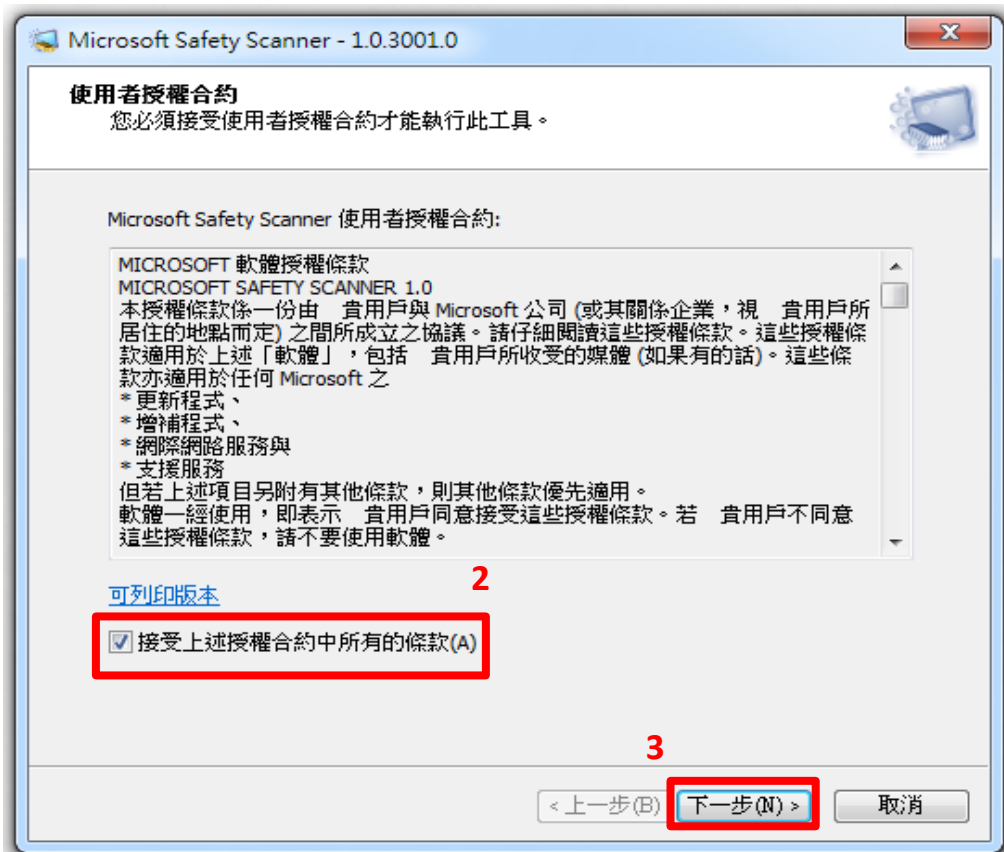 Microsoft Safety Scanner - 1.0.3001.0
使用者授權合約
您必須接受使用者授權合約才能執行此工具。
Microsoft Safety Scanner 使用者授權合約:
MICROSOFT 軟體授權條款
MICROSOFT SAFETY SCANNER 1.0
本授權條款係一份由　貴用戶與 Microsoft 公司 (或其關係企業，視　貴用戶所
居住的地點而定) 之間所成立之協議。請仔細閱讀這些授權條款。這些授權條
款適用於上述「軟體」，包括　貴用戶所收受的媒體 (如果有的話)。這些條
款亦適用於任何 Microsoft 之
* 更新程式、
* 增補程式、
* 網際網路服務與
* 支援服務
但若上述項目另附有其他條款，則其他條款優先適用。
軟體一經使用，即表示　貴用戶同意接受這些授權條款。若　貴用戶不同意
這些授權條款，請不要使用軟體。
可列印版本
2
接受上述授權合約中所有的條款(A)
3
< 上一步(B)
下一步(N) >
取消